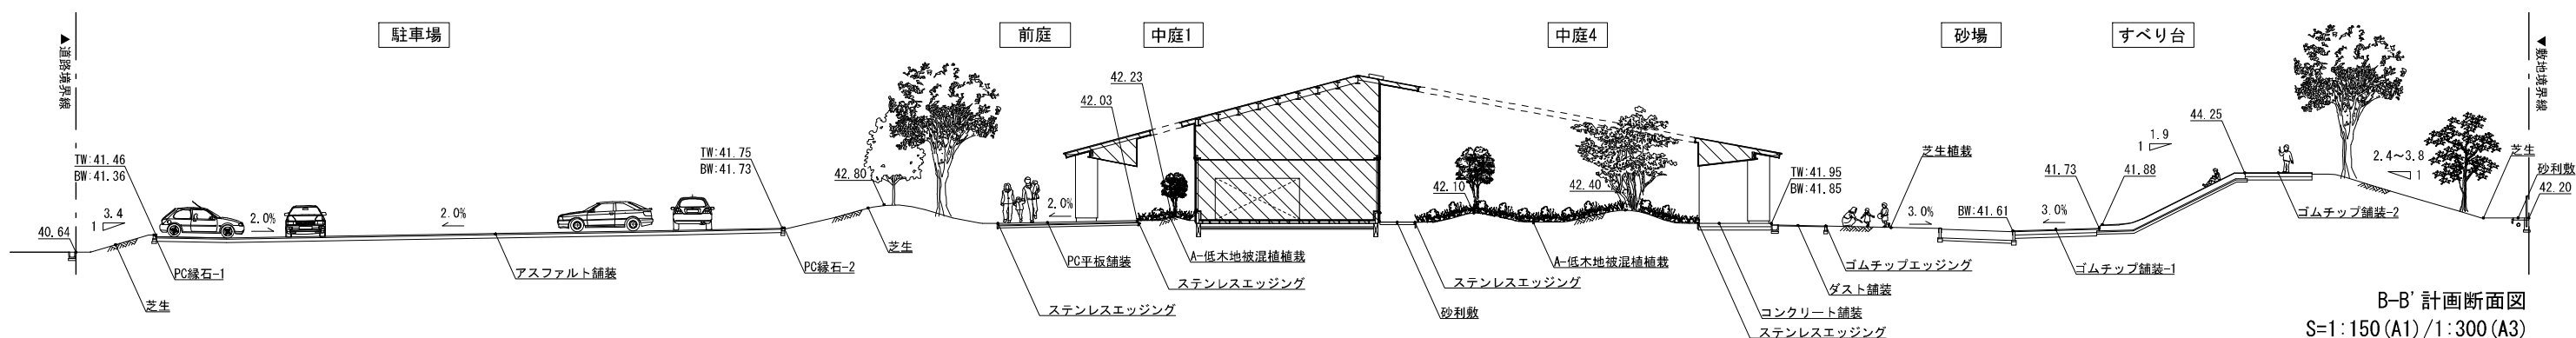 ▼道路境界線
駐車場
前庭
中庭1
中庭4
砂場
すべり台
▼敷地境界線
42.23
42.03
44.25
1.9
1
TW:41.46
BW:41.36
TW:41.75
BW:41.73
42.80
42.10
42.40
TW:41.95
BW:41.85
芝生植栽
41.73
41.88
2.4~3.8
1
芝生
砂利敷
42.20
3.4
1
2.0%
2.0%
2.0%
3.0%
BW:41.61
3.0%
ゴムチップ舗装-2
40.64
PC縁石-1
アスファルト舗装
PC縁石-2
芝生
PC平板舗装
A-低木地被混植植栽
A-低木地被混植植栽
ゴムチップエッジング
ゴムチップ舗装-1
芝生
ステンレスエッジング
ステンレスエッジング
ステンレスエッジング
砂利敷
ダスト舗装
コンクリート舗装
ステンレスエッジング
B-B'計画断面図
S=1:150(A1)/1:300(A3)